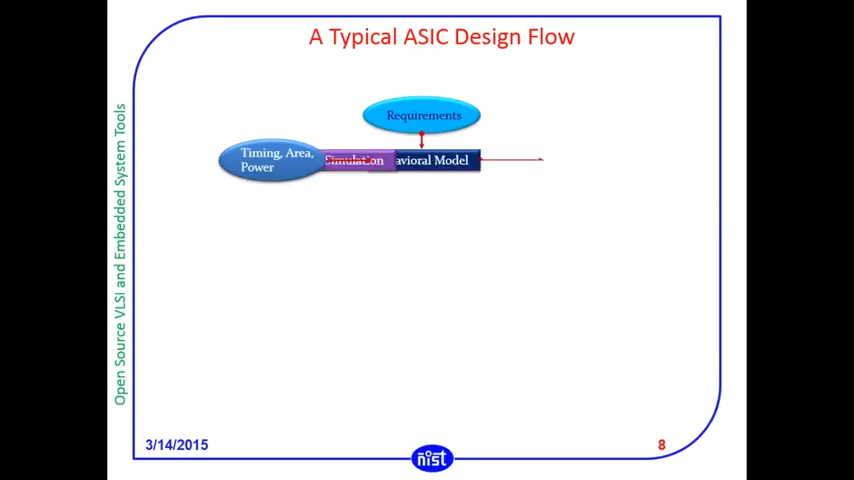 A Typical ASIC Design Flow
Requirements
Timing, Area,
Power
Simulation
avioral Model
Open Source VLSI and Embedded System Tools
3/14/2015
nist
8